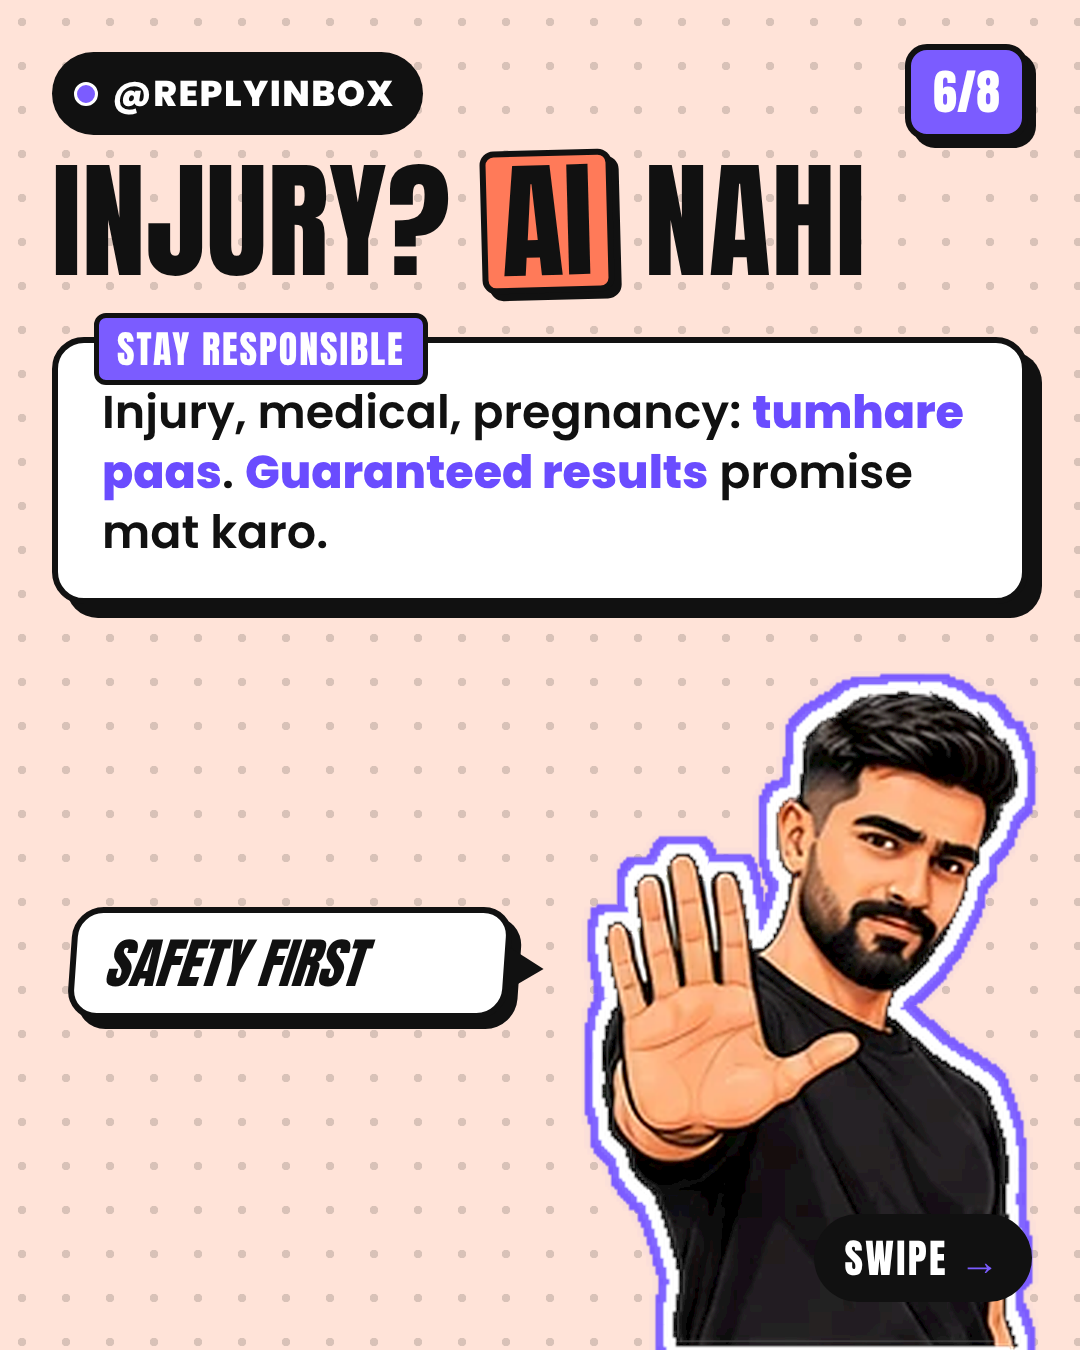 @REPLYINBOX
6/8
INJURY? AI NAHI
STAY RESPONSIBLE
Injury, medical, pregnancy: tumhare
paas. Guaranteed results promise
mat karo.
SAFETY FIRST
SWIPE →